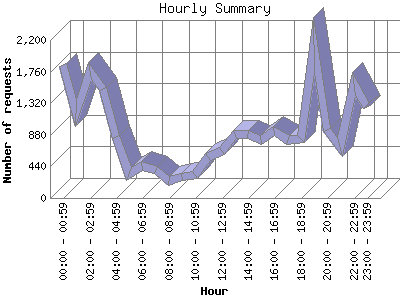 Hourly Summary
Number of requests
2,200
1,760
1,320
880
440
0
00:00 - 00:59
02:00 - 02:59
04:00 - 04:59
06:00 - 06:59
08:00 - 08:59
10:00 - 10:59
12:00 - 12:59
14:00 - 14:59
16:00 - 16:59
18:00 - 18:59
20:00 - 20:59
22:00 - 22:59
23:00 - 23:59
Hour